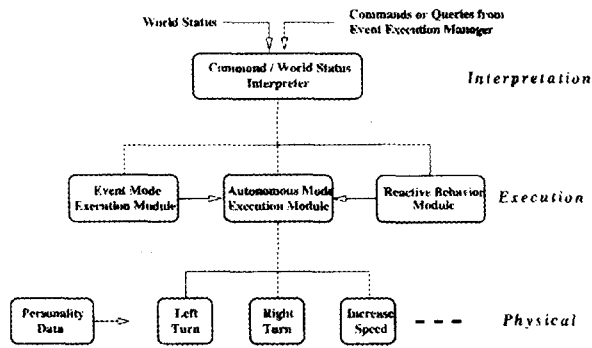 World Status
Commands or Queries from
Event Execution Manager
Command / World Status
Interpreter
Interpretation
Event Mode
Execution Module
Autonomous Mode
Execution Module
Reactive Behavior
Module
Execution
Personality
Data
Left
Turn
Right
Turn
Increase
Speed
Physical